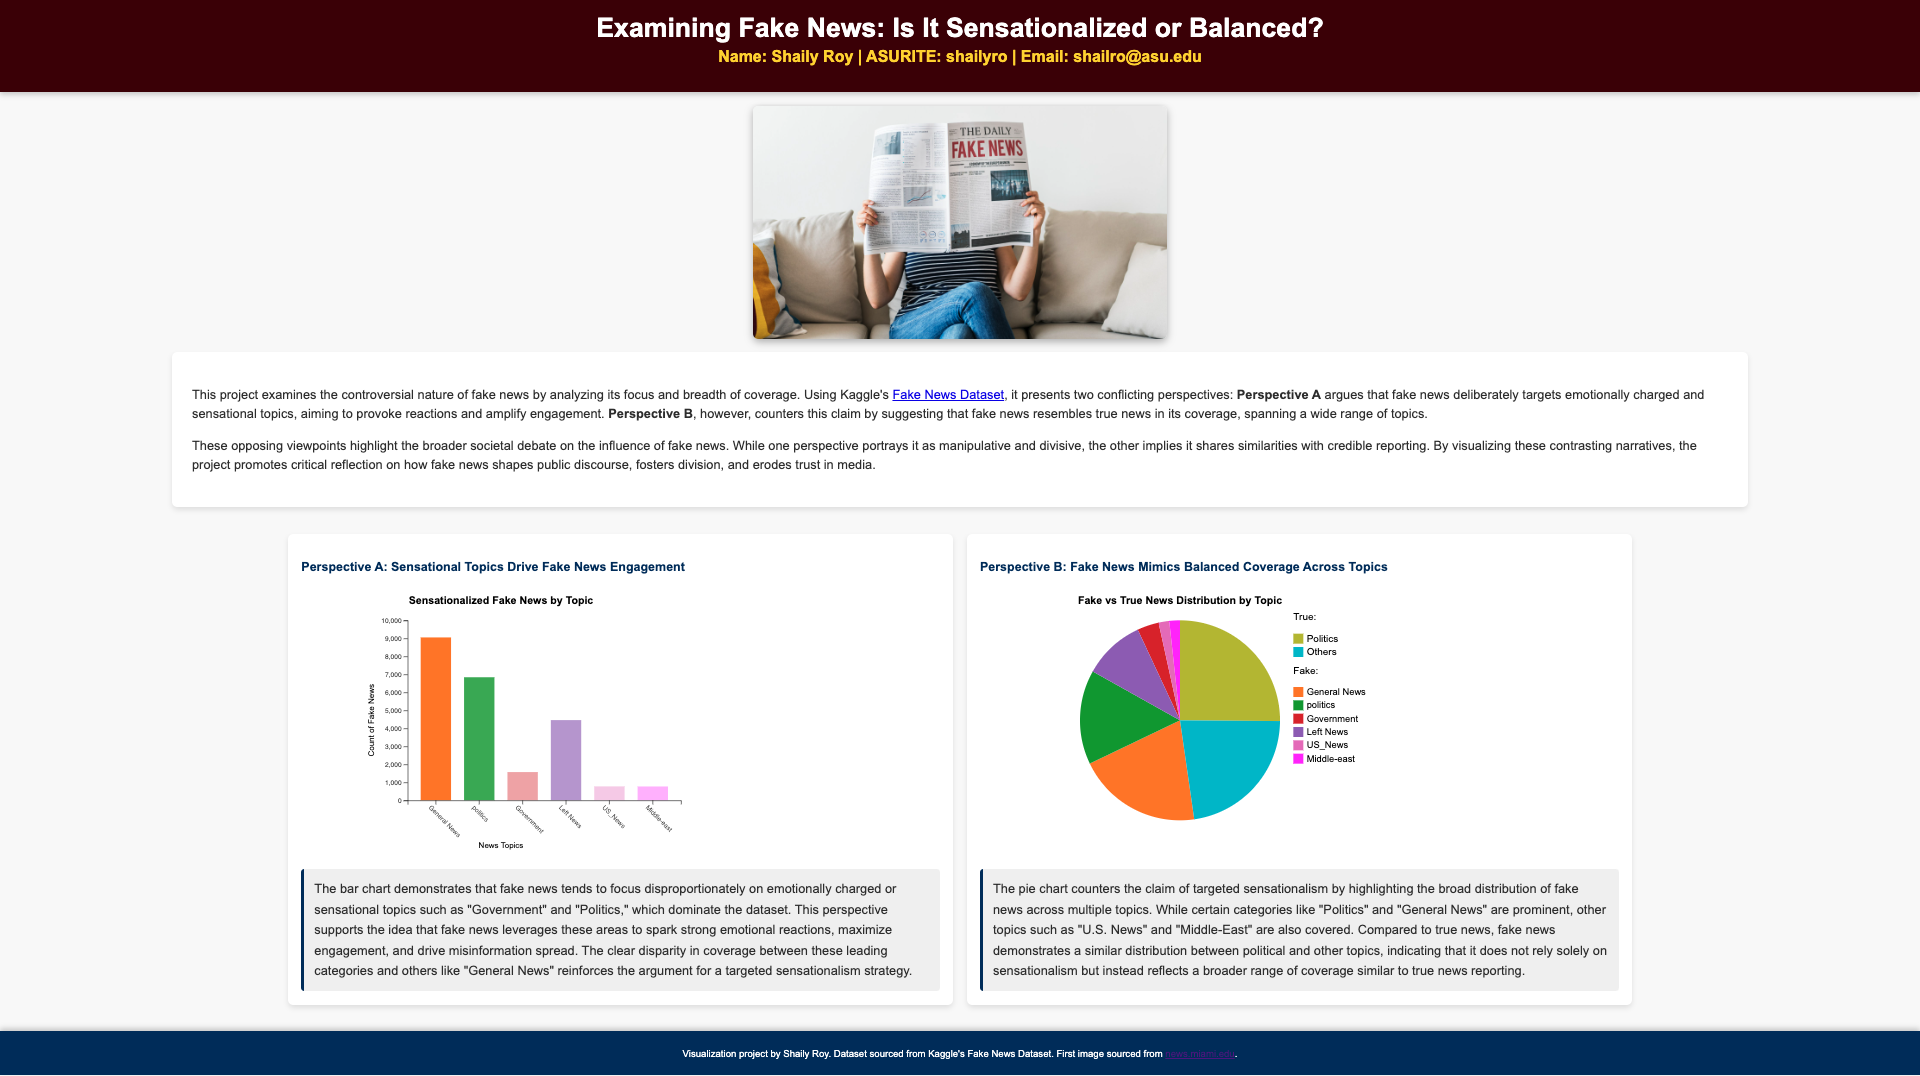 Examining Fake News: Is It Sensationalized or Balanced?
Name: Shaily Roy | ASURITE: shailyro | Email: shailro@asu.edu
THE DAILY
FAKE NEWS
This project examines the controversial nature of fake news by analyzing its focus and breadth of coverage. Using Kaggle's Fake News Dataset, it presents two conflicting perspectives: Perspective A argues that fake news deliberately targets emotionally charged and
sensational topics, aiming to provoke reactions and amplify engagement. Perspective B, however, counters this claim by suggesting that fake news resembles true news in its coverage, spanning a wide range of topics.
These opposing viewpoints highlight the broader societal debate on the influence of fake news. While one perspective portrays it as manipulative and divisive, the other implies it shares similarities with credible reporting. By visualizing these contrasting narratives, the
project promotes critical reflection on how fake news shapes public discourse, fosters division, and erodes trust in media.
Perspective A: Sensational Topics Drive Fake News Engagement
Sensationalized Fake News by Topic
10,000
9,000
8,000
7,000
6,000
5,000
4,000
3,000
2,000
1,000
0
Count of Fake News
General News
politics
Government
Left News
US_News
Middle-east
News Topics
The bar chart demonstrates that fake news tends to focus disproportionately on emotionally charged or
sensational topics such as "Government" and "Politics," which dominate the dataset. This perspective
supports the idea that fake news leverages these areas to spark strong emotional reactions, maximize
engagement, and drive misinformation spread. The clear disparity in coverage between these leading
categories and others like "General News" reinforces the argument for a targeted sensationalism strategy.
Perspective B: Fake News Mimics Balanced Coverage Across Topics
Fake vs True News Distribution by Topic
True:
Politics
Others
Fake:
General News
politics
Government
Left News
US_News
Middle-east
The pie chart counters the claim of targeted sensationalism by highlighting the broad distribution of fake
news across multiple topics. While certain categories like "Politics" and "General News" are prominent, other
topics such as "U.S. News" and "Middle-East" are also covered. Compared to true news, fake news
demonstrates a similar distribution between political and other topics, indicating that it does not rely solely on
sensationalism but instead reflects a broader range of coverage similar to true news reporting.
Visualization project by Shaily Roy. Dataset sourced from Kaggle's Fake News Dataset. First image sourced from news.miami.edu.